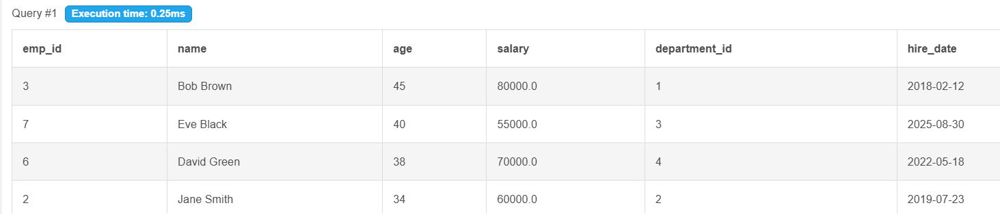 Query #1 Execution time: 0.25ms
emp_id name age salary department_id hire_date
3 Bob Brown 45 80000.0 1 2018-02-12
7 Eve Black 40 55000.0 3 2025-08-30
6 David Green 38 70000.0 4 2022-05-18
2 Jane Smith 34 60000.0 2 2019-07-23